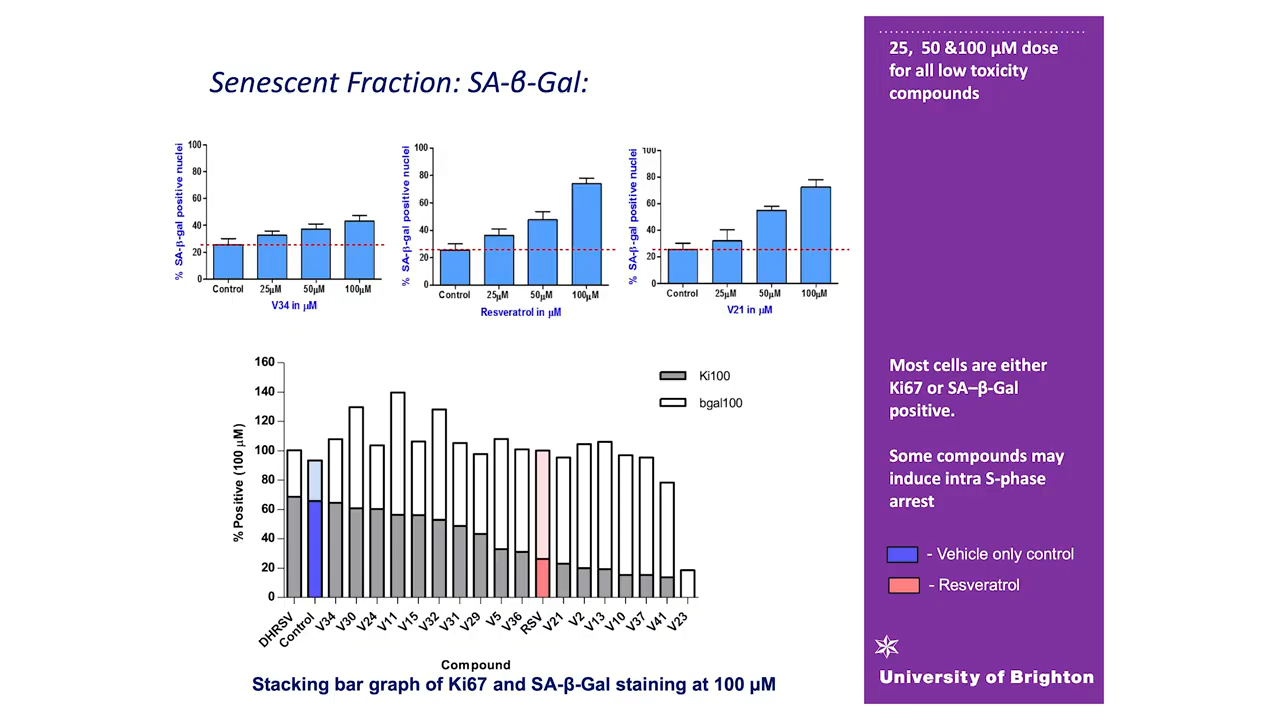 Senescent Fraction: SA-β-Gal:
25, 50 &100 µM dose
for all low toxicity
compounds
% SA-β-gal positive nuclei
100
80
60
40
20
0
Control 25µM 50µM 100µM
V34 in µM
% SA-β-gal positive nuclei
100
80
60
40
20
0
Control 25µM 50µM 100µM
Resveratrol in µM
% SA-β-gal positive nuclei
100
80
60
40
20
0
Control 25µM 50µM 100µM
V21 in µM
% Positive (100 µM)
160
140
120
100
80
60
40
20
0
Ki100
bgal100
DHRSV Control V34 V30 V24 V11 V15 V32 V31 V29 V5 V36 RSV V21 V2 V13 V10 V37 V41 V23
Compound
Stacking bar graph of Ki67 and SA-β-Gal staining at 100 µM
Most cells are either
Ki67 or SA–β-Gal
positive.
Some compounds may
induce intra S-phase
arrest
- Vehicle only control
- Resveratrol
University of Brighton